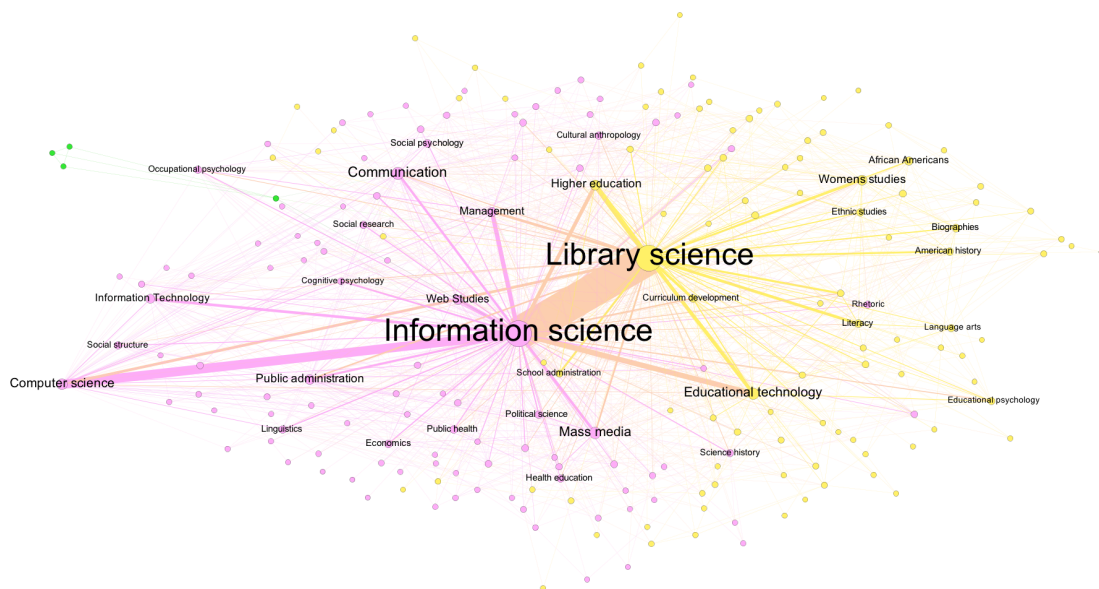 Cultural anthropology
Social psychology
African Americans
Occupational psychology
Communication
Womens studies
Higher education
Management
Ethnic studies
Social research
Biographies
American history
Library science
Cognitive psychology
Information Technology
Web Studies
Curriculum development
Rhetoric
Literacy
Language arts
Information science
Social structure
School administration
Computer science
Public administration
Educational technology
Educational psychology
Political science
Linguistics
Public health
Mass media
Economics
Science history
Health education